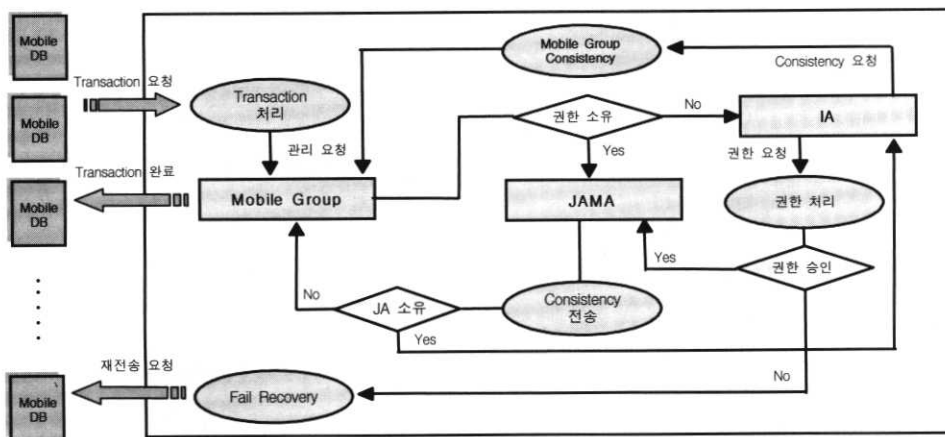 Mobile
DB
Mobile Group
Consistency
Consistency 요청
Transaction 요청
Transaction
처리
Mobile
DB
권한 소유
No
IA
관리 요청
Yes
권한 요청
Transaction 완료
Mobile
DB
Mobile Group
JAMA
권한 처리
Yes
권한 승인
No
JA 소유
Consistency
전송
Yes
재전송 요청
No
Mobile
DB
Fail Recovery